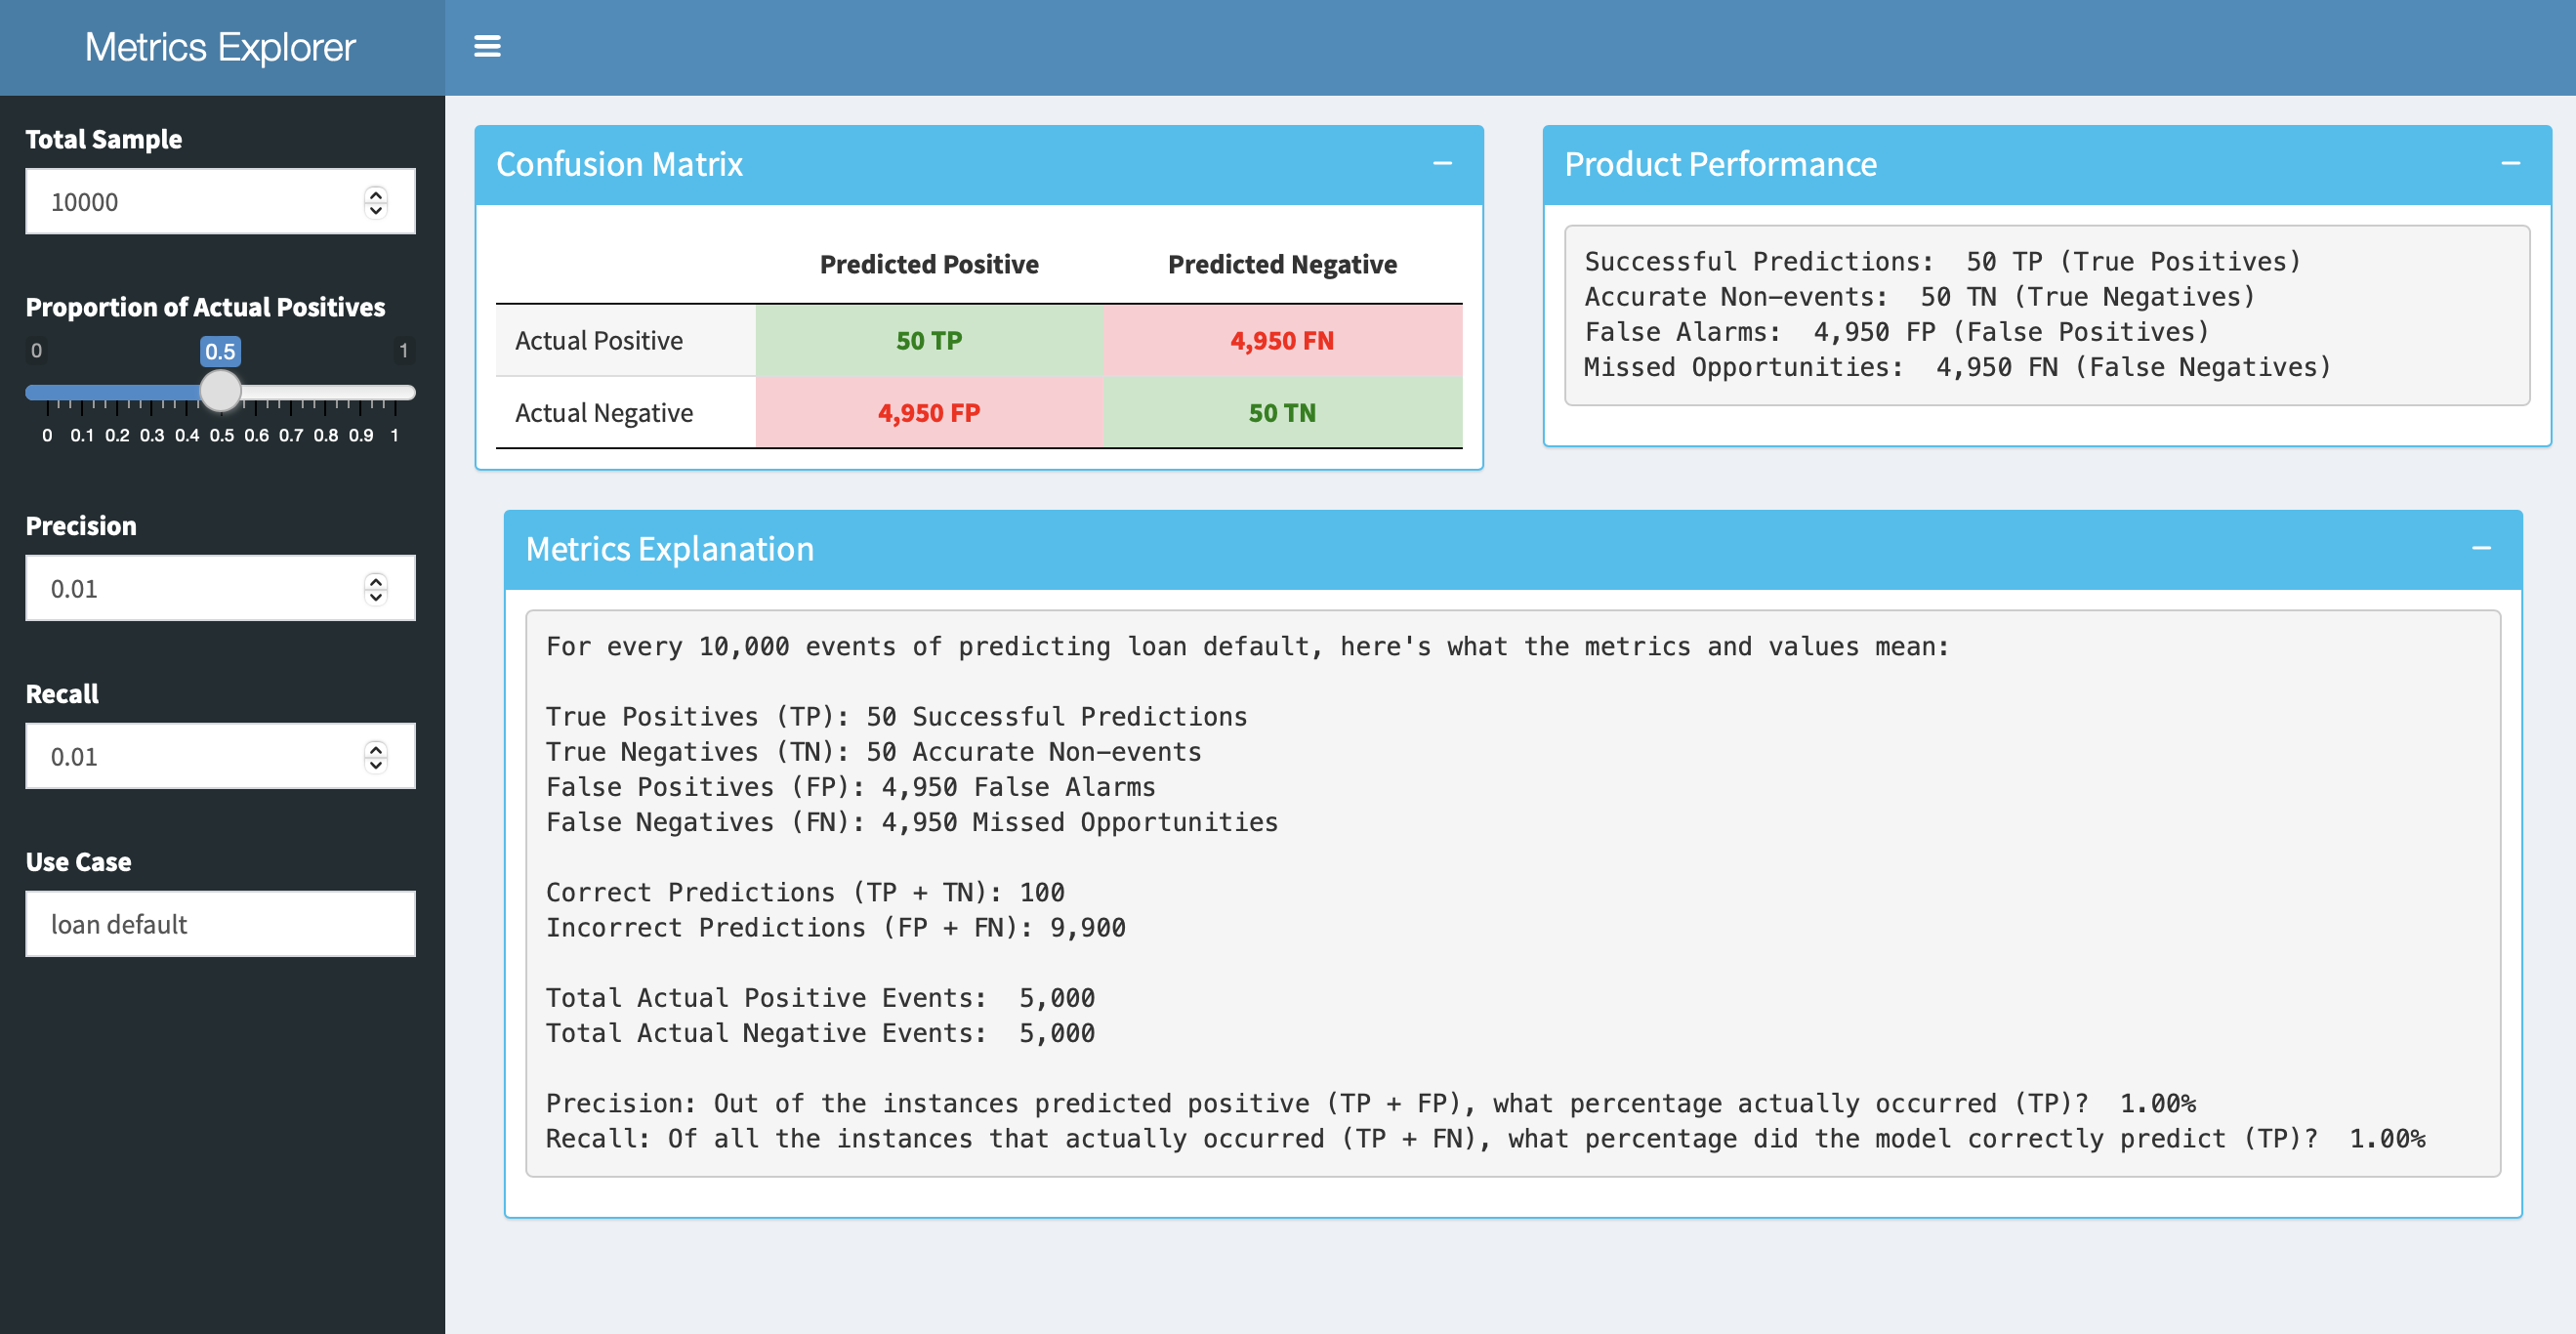 Metrics Explorer
Total Sample
10000
Proportion of Actual Positives
0 0.5 1
0 0.1 0.2 0.3 0.4 0.5 0.6 0.7 0.8 0.9 1
Precision
0.01
Recall
0.01
Use Case
loan default
Confusion Matrix
Predicted Positive Predicted Negative
Actual Positive 50 TP 4,950 FN
Actual Negative 4,950 FP 50 TN
Product Performance
Successful Predictions:  50 TP (True Positives)
Accurate Non-events:  50 TN (True Negatives)
False Alarms:  4,950 FP (False Positives)
Missed Opportunities:  4,950 FN (False Negatives)
Metrics Explanation
For every 10,000 events of predicting loan default, here's what the metrics and values mean:
True Positives (TP): 50 Successful Predictions
True Negatives (TN): 50 Accurate Non-events
False Positives (FP): 4,950 False Alarms
False Negatives (FN): 4,950 Missed Opportunities
Correct Predictions (TP + TN): 100
Incorrect Predictions (FP + FN): 9,900
Total Actual Positive Events:  5,000
Total Actual Negative Events:  5,000
Precision: Out of the instances predicted positive (TP + FP), what percentage actually occurred (TP)?  1.00%
Recall: Of all the instances that actually occurred (TP + FN), what percentage did the model correctly predict (TP)?  1.00%